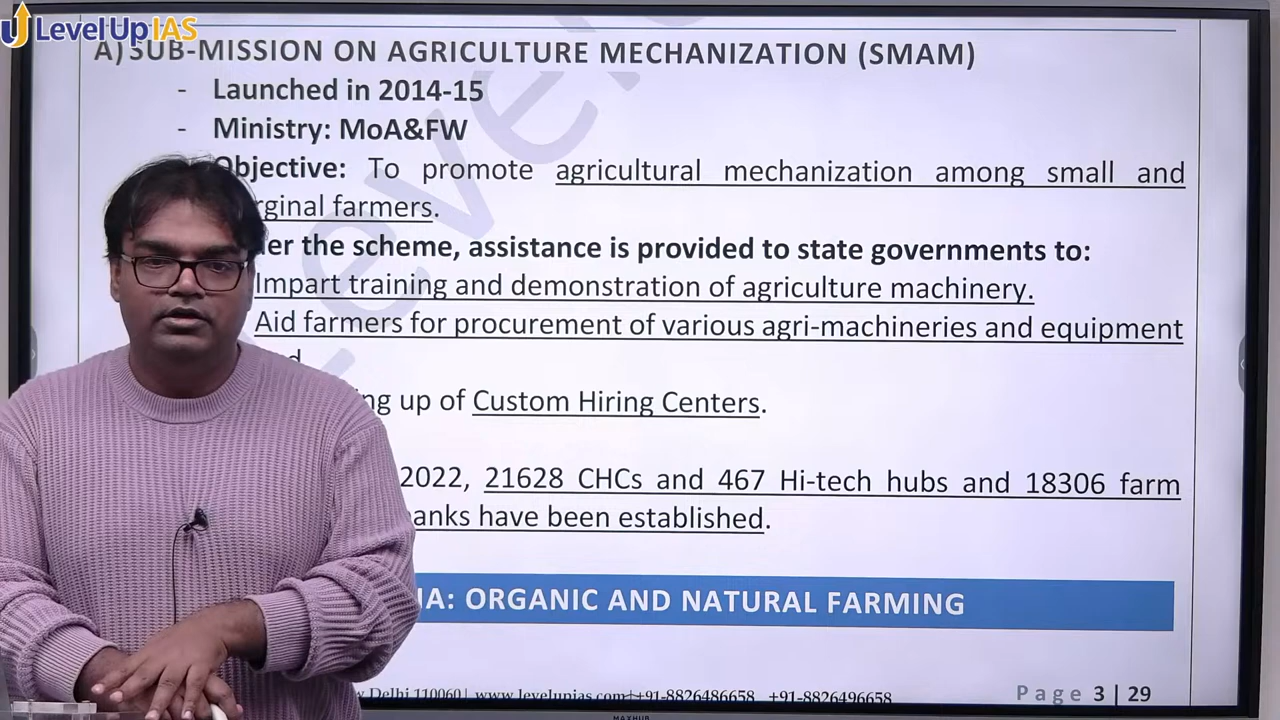 LevelUp IAS
A) SUB-MISSION ON AGRICULTURE MECHANIZATION (SMAM)
- Launched in 2014-15
- Ministry: MoA&FW
Objective: To promote agricultural mechanization among small and
rginal farmers.
er the scheme, assistance is provided to state governments to:
Impart training and demonstration of agriculture machinery.
Aid farmers for procurement of various agri-machineries and equipment
d
ng up of Custom Hiring Centers.
2022, 21628 CHCs and 467 Hi-tech hubs and 18306 farm
anks have been established.
IA: ORGANIC AND NATURAL FARMING
Delhi 110060| www.levelupias.com +91-8826486658, +91-8826496658
Page 3 | 29
MAXHUB